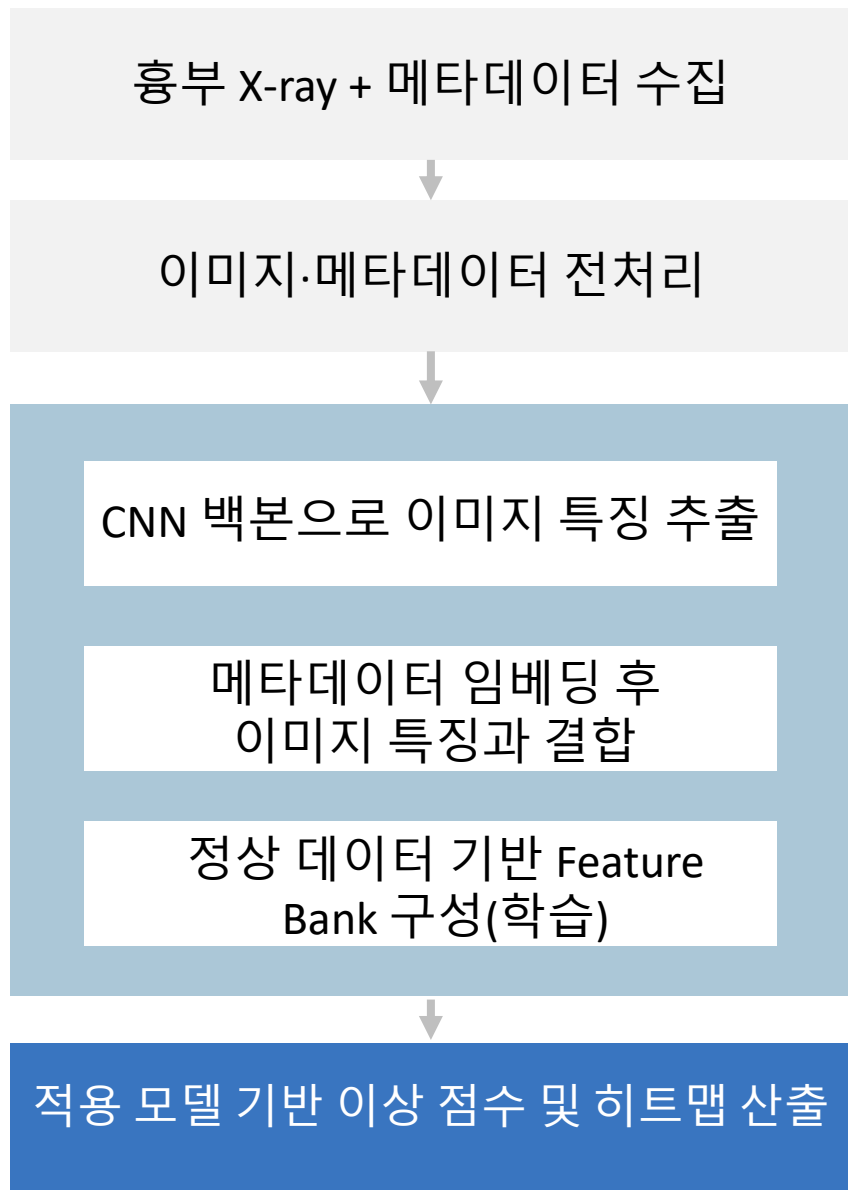 흉부 X-ray + 메타데이터 수집
이미지·메타데이터 전처리
CNN 백본으로 이미지 특징 추출
메타데이터 임베딩 후
이미지 특징과 결합
정상 데이터 기반 Feature
Bank 구성(학습)
적용 모델 기반 이상 점수 및 히트맵 산출